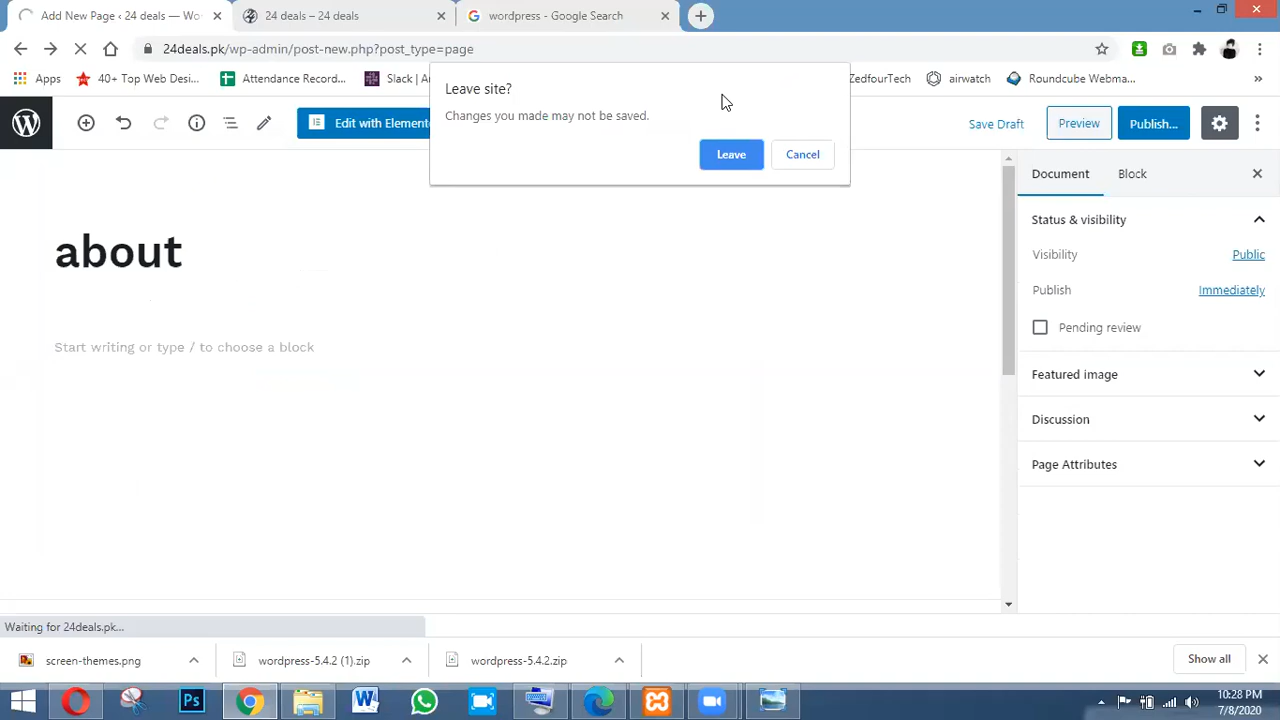 Add New Page ‹ 24 deals — Wo
24 deals – 24 deals
wordpress - Google Search
24deals.pk/wp-admin/post-new.php?post_type=page
Apps
40+ Top Web Desi...
Attendance Record...
Slack | Ar
ZedfourTech
airwatch
Roundcube Webma...
»
Leave site?
Changes you made may not be saved.
Leave
Cancel
Edit with Elemento
Save Draft
Preview
Publish...
Document
Block
about
Start writing or type / to choose a block
Status & visibility
Visibility
Public
Publish
Immediately
Pending review
Featured image
Discussion
Page Attributes
Waiting for 24deals.pk...
screen-themes.png
wordpress-5.4.2 (1).zip
wordpress-5.4.2.zip
Show all
Ps
10:28 PM
7/8/2020